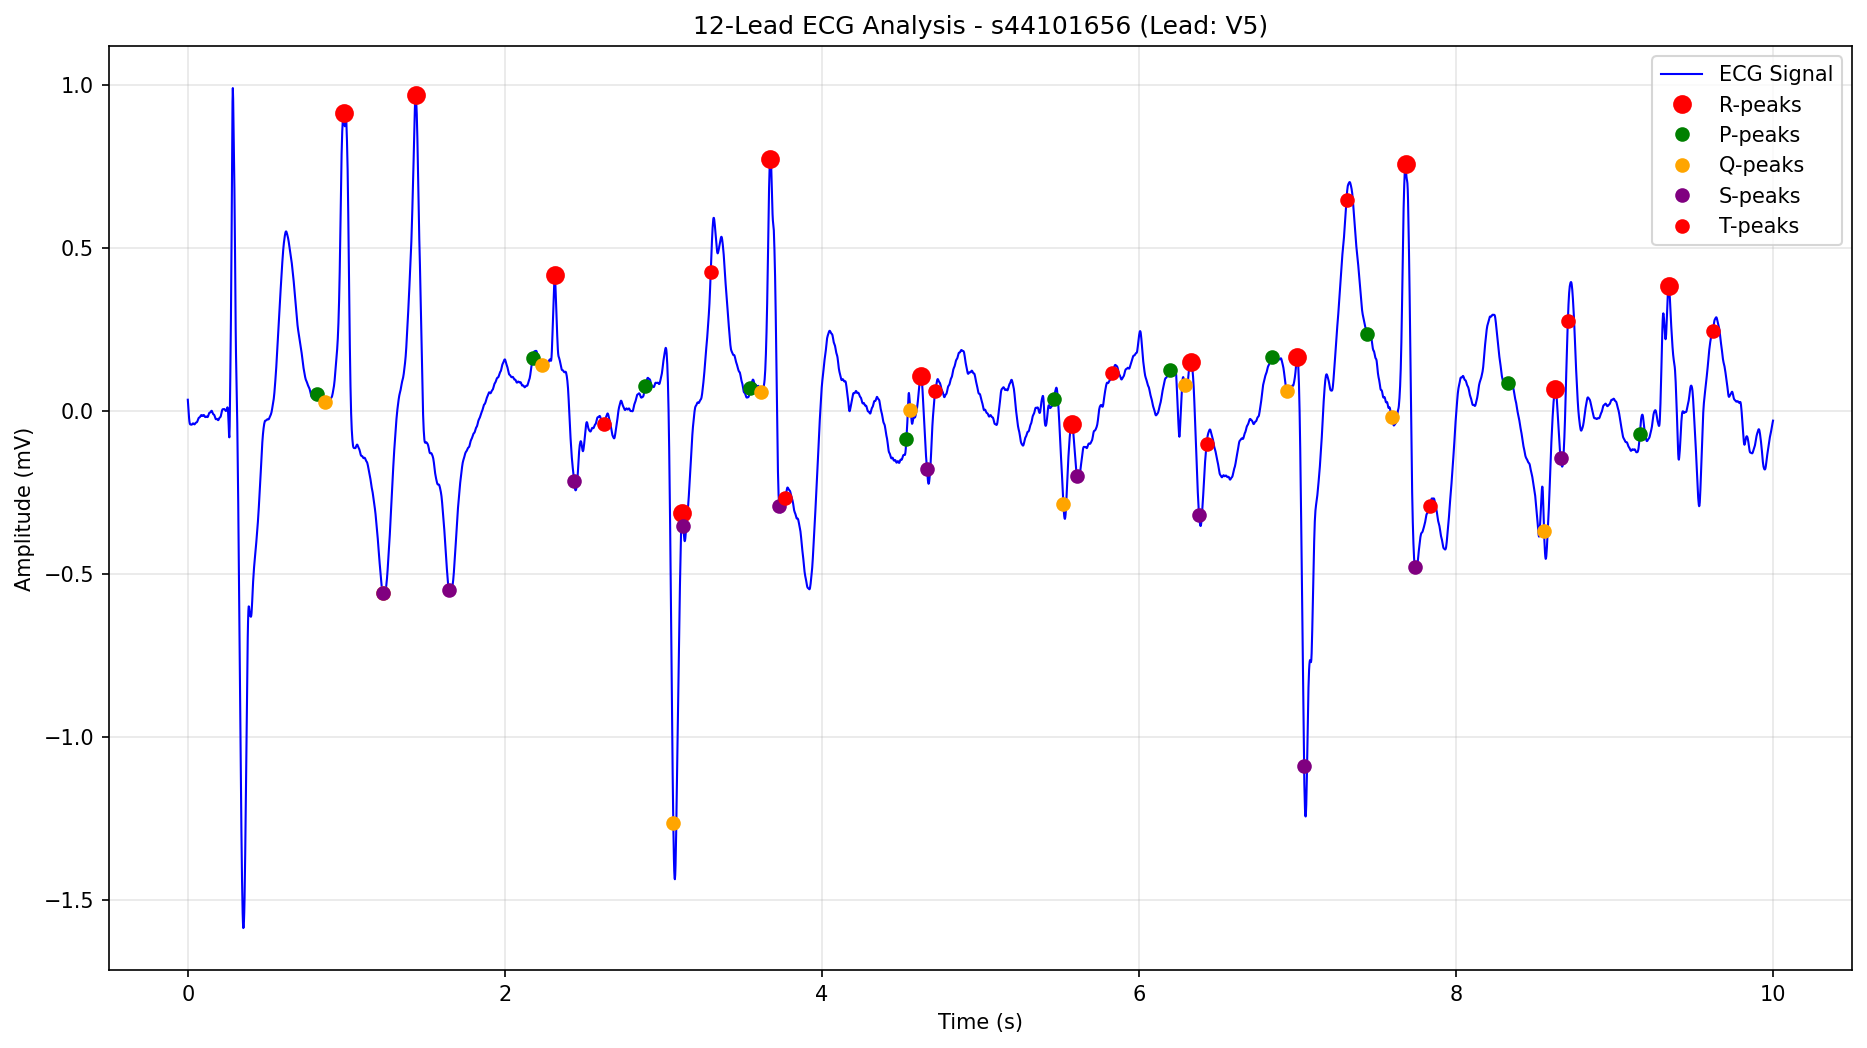 12-Lead ECG Analysis - s44101656 (Lead: V5)
ECG Signal
R-peaks
P-peaks
Q-peaks
S-peaks
T-peaks
Amplitude (mV)
1.0
0.5
0.0
−0.5
−1.0
−1.5
0 2 4 6 8 10
Time (s)